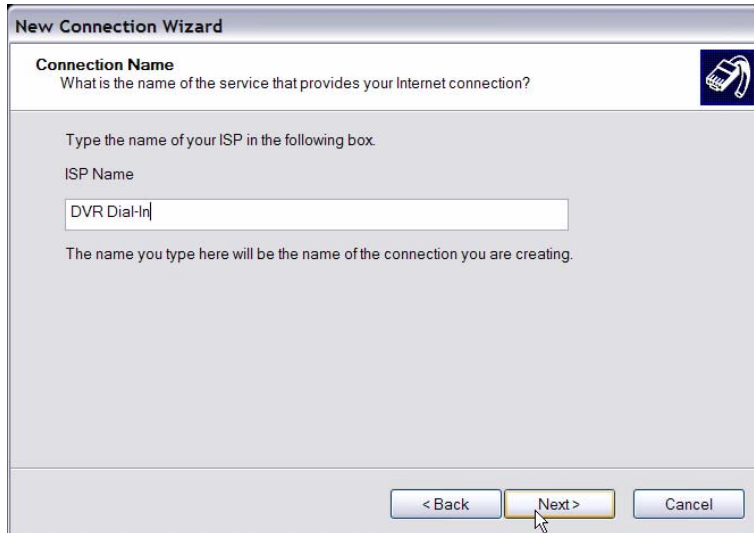 New Connection Wizard
Connection Name
What is the name of the service that provides your Internet connection?
Type the name of your ISP in the following box.
ISP Name
DVR Dial-In
The name you type here will be the name of the connection you are creating.
< Back Next > Cancel